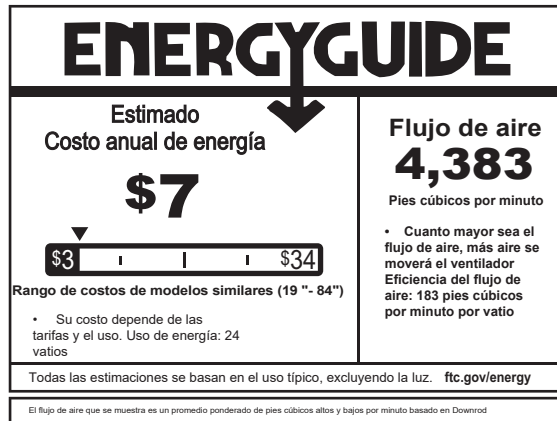 ENERGYGUIDE
Estimado
Costo anual de energía
$7
$3 $34
Rango de costos de modelos similares (19 "- 84")
• Su costo depende de las
tarifas y el uso. Uso de energía: 24
vatios
Flujo de aire
4,383
Pies cúbicos por minuto
• Cuanto mayor sea el
flujo de aire, más aire se
moverá el ventilador
Eficiencia del flujo de
aire: 183 pies cúbicos
por minuto por vatio
Todas las estimaciones se basan en el uso típico, excluyendo la luz. ftc.gov/energy
El flujo de aire que se muestra es un promedio ponderado de pies cúbicos altos y bajos por minuto basado en Downrod